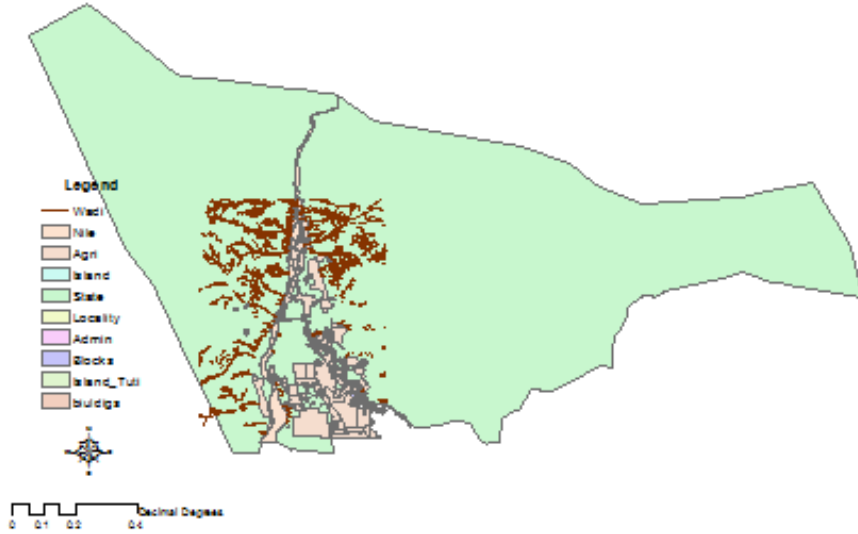 Legend
Wadi
Nile
Agri
Island
State
Locality
Admin
Blocks
Island_Tuti
biuldigs
Decimal Degrees
0 0.1 0.2 0.4